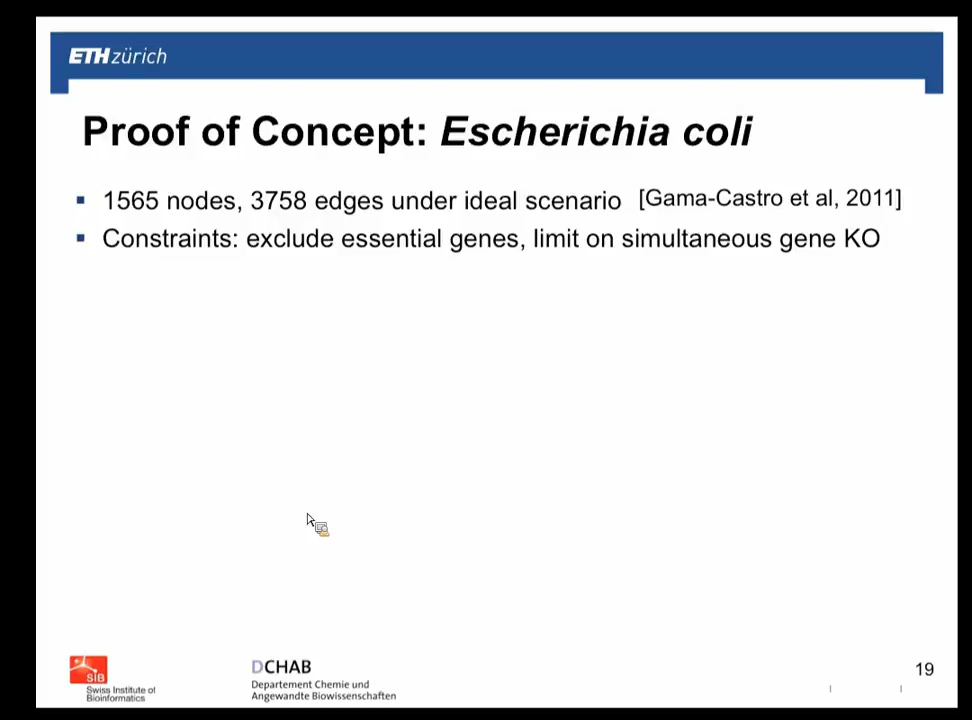 ETH zürich
Proof of Concept: Escherichia coli
1565 nodes, 3758 edges under ideal scenario [Gama-Castro et al, 2011]
Constraints: exclude essential genes, limit on simultaneous gene KO
SIB
Swiss Institute of
Bioinformatics
DCHAB
Departement Chemie und
Angewandte Biowissenschaften
19